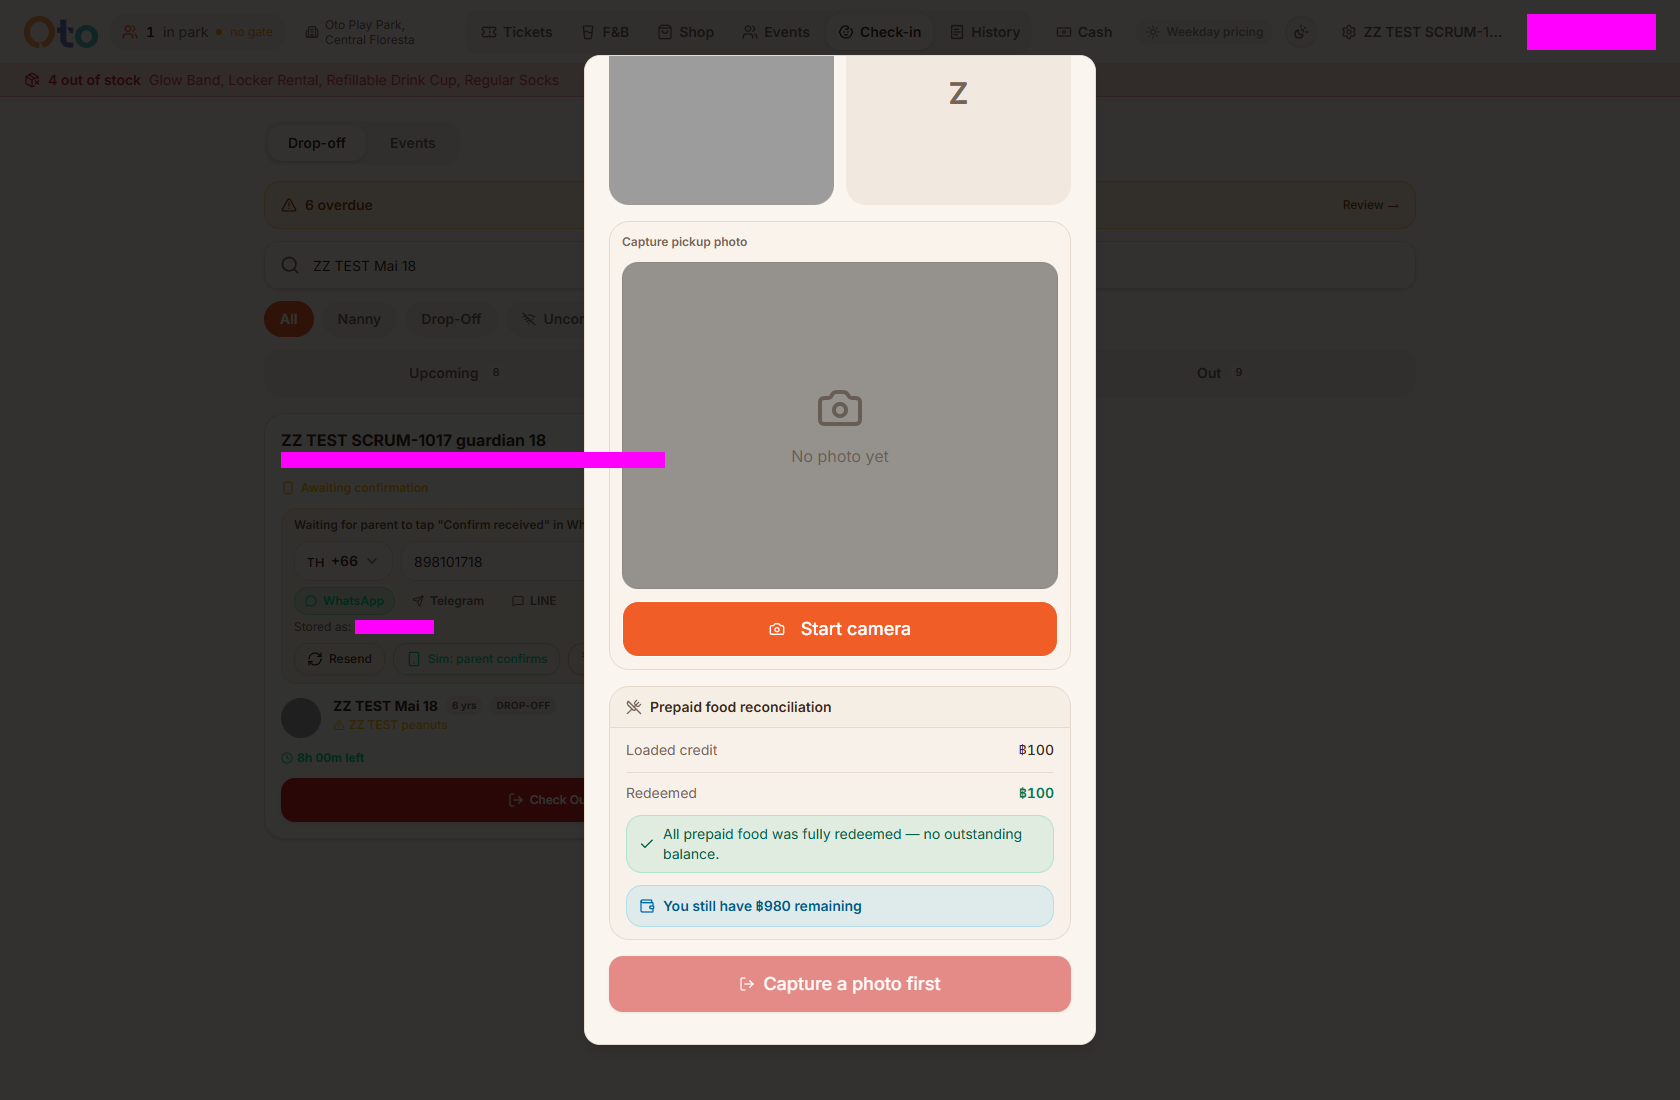 Oto
1 in park
no gate
Oto Play Park,
Central Floresta
Tickets
F&B
Shop
Events
Check-in
History
Cash
Weekday pricing
ZZ TEST SCRUM-1...
4 out of stock Glow Band, Locker Rental, Refillable Drink Cup, Regular Socks
Drop-off
Events
6 overdue
Review →
ZZ TEST Mai 18
All
Nanny
Drop-Off
Uncon
Upcoming 8
Out 9
ZZ TEST SCRUM-1017 guardian 18
Awaiting confirmation
Waiting for parent to tap "Confirm received" in Wh
TH +66
898101718
WhatsApp
Telegram
LINE
Stored as:
Resend
Sim: parent confirms
ZZ TEST Mai 18
6 yrs
DROP-OFF
ZZ TEST peanuts
8h 00m left
Check Ou
Z
Capture pickup photo
No photo yet
Start camera
Prepaid food reconciliation
Loaded credit
฿100
Redeemed
฿100
All prepaid food was fully redeemed — no outstanding
balance.
You still have ฿980 remaining
Capture a photo first